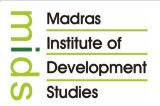 mids
Madras
Institute of
Development
Studies